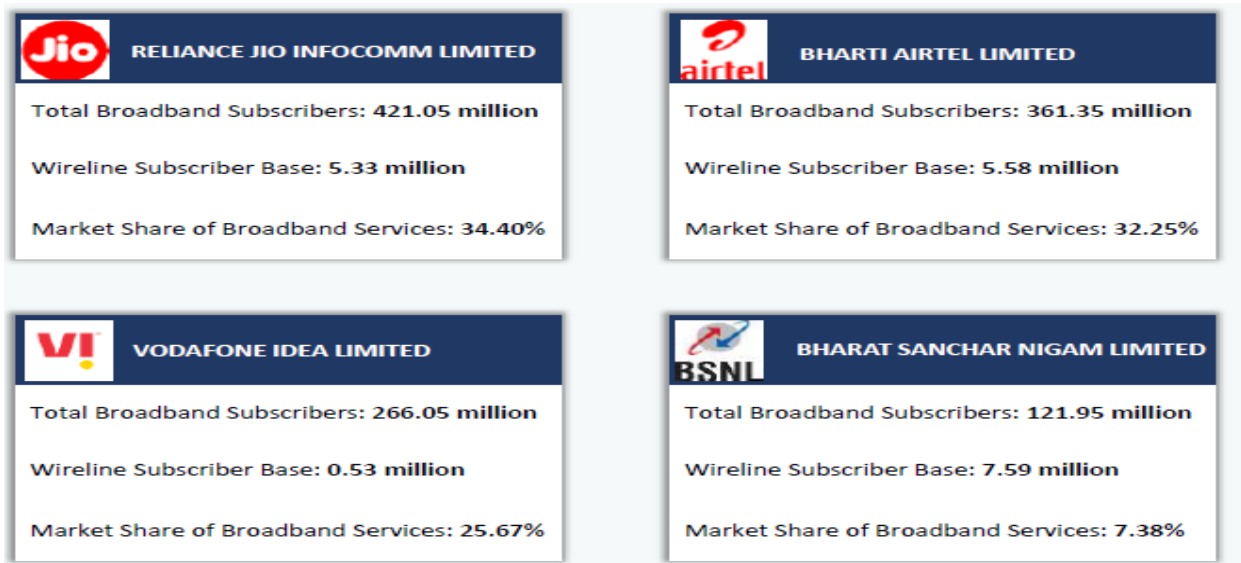 Jio RELIANCE JIO INFOCOMM LIMITED
Total Broadband Subscribers: 421.05 million
Wireline Subscriber Base: 5.33 million
Market Share of Broadband Services: 34.40%
airtel BHARTI AIRTEL LIMITED
Total Broadband Subscribers: 361.35 million
Wireline Subscriber Base: 5.58 million
Market Share of Broadband Services: 32.25%
VI VODAFONE IDEA LIMITED
Total Broadband Subscribers: 266.05 million
Wireline Subscriber Base: 0.53 million
Market Share of Broadband Services: 25.67%
BSNL BHARAT SANCHAR NIGAM LIMITED
Total Broadband Subscribers: 121.95 million
Wireline Subscriber Base: 7.59 million
Market Share of Broadband Services: 7.38%